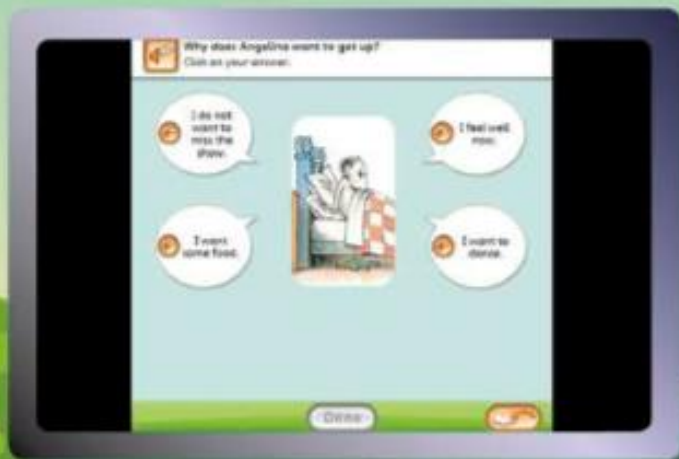 Why does Angelina want to get up?
Click on your answer.
I do not
want to
miss the
show.
I feel well
now.
I want
some food.
I want to
dance.
Done